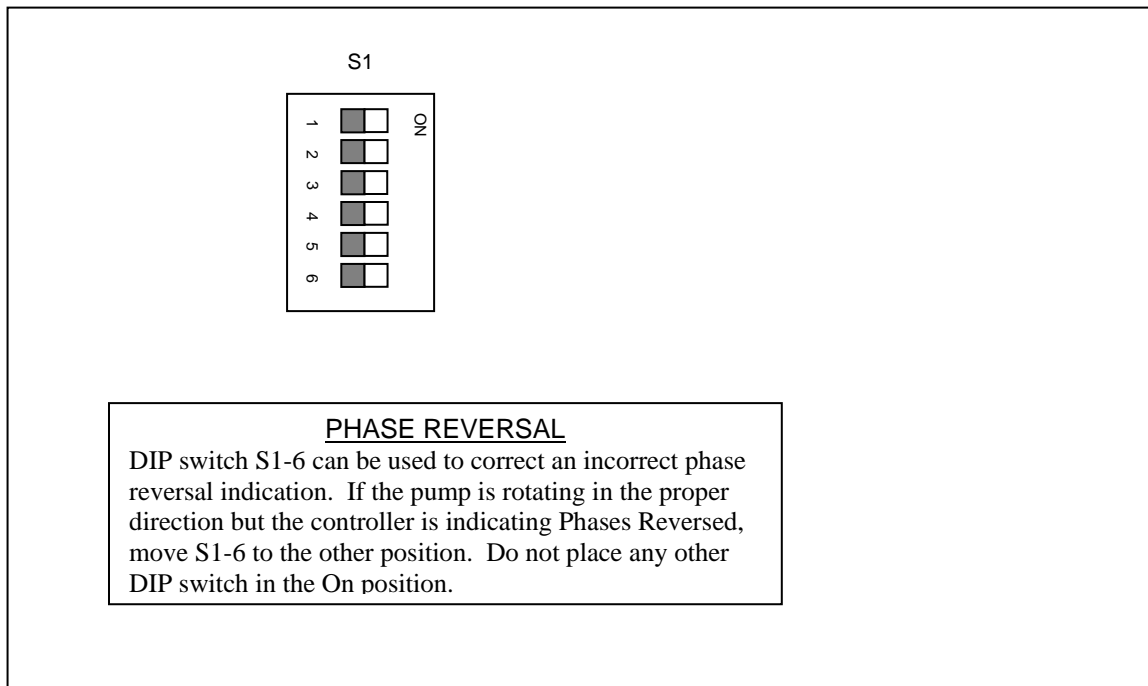 S1
1
ON
2
3
4
5
6
PHASE REVERSAL
DIP switch S1-6 can be used to correct an incorrect phase
reversal indication.  If the pump is rotating in the proper
direction but the controller is indicating Phases Reversed,
move S1-6 to the other position.  Do not place any other
DIP switch in the On position.